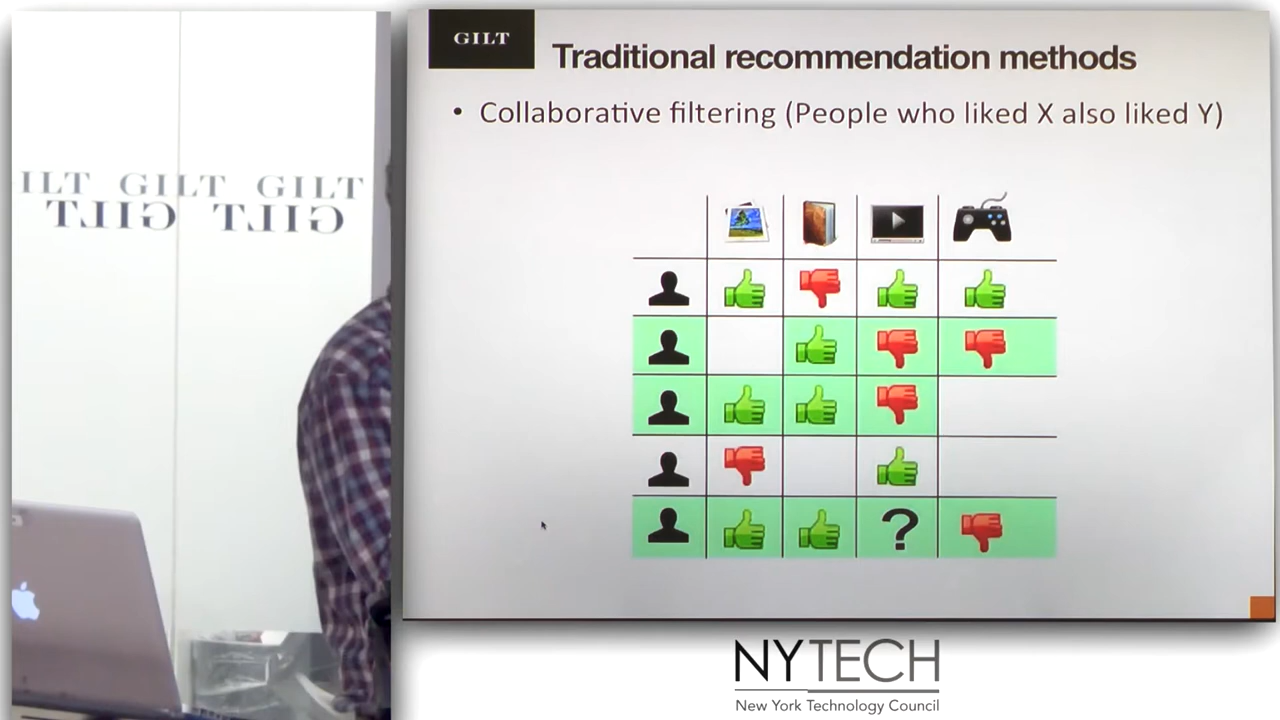 GILT
Traditional recommendation methods
• Collaborative filtering (People who liked X also liked Y)
?
ILT GILT GILT
GILT GILT
NYTECH
New York Technology Council